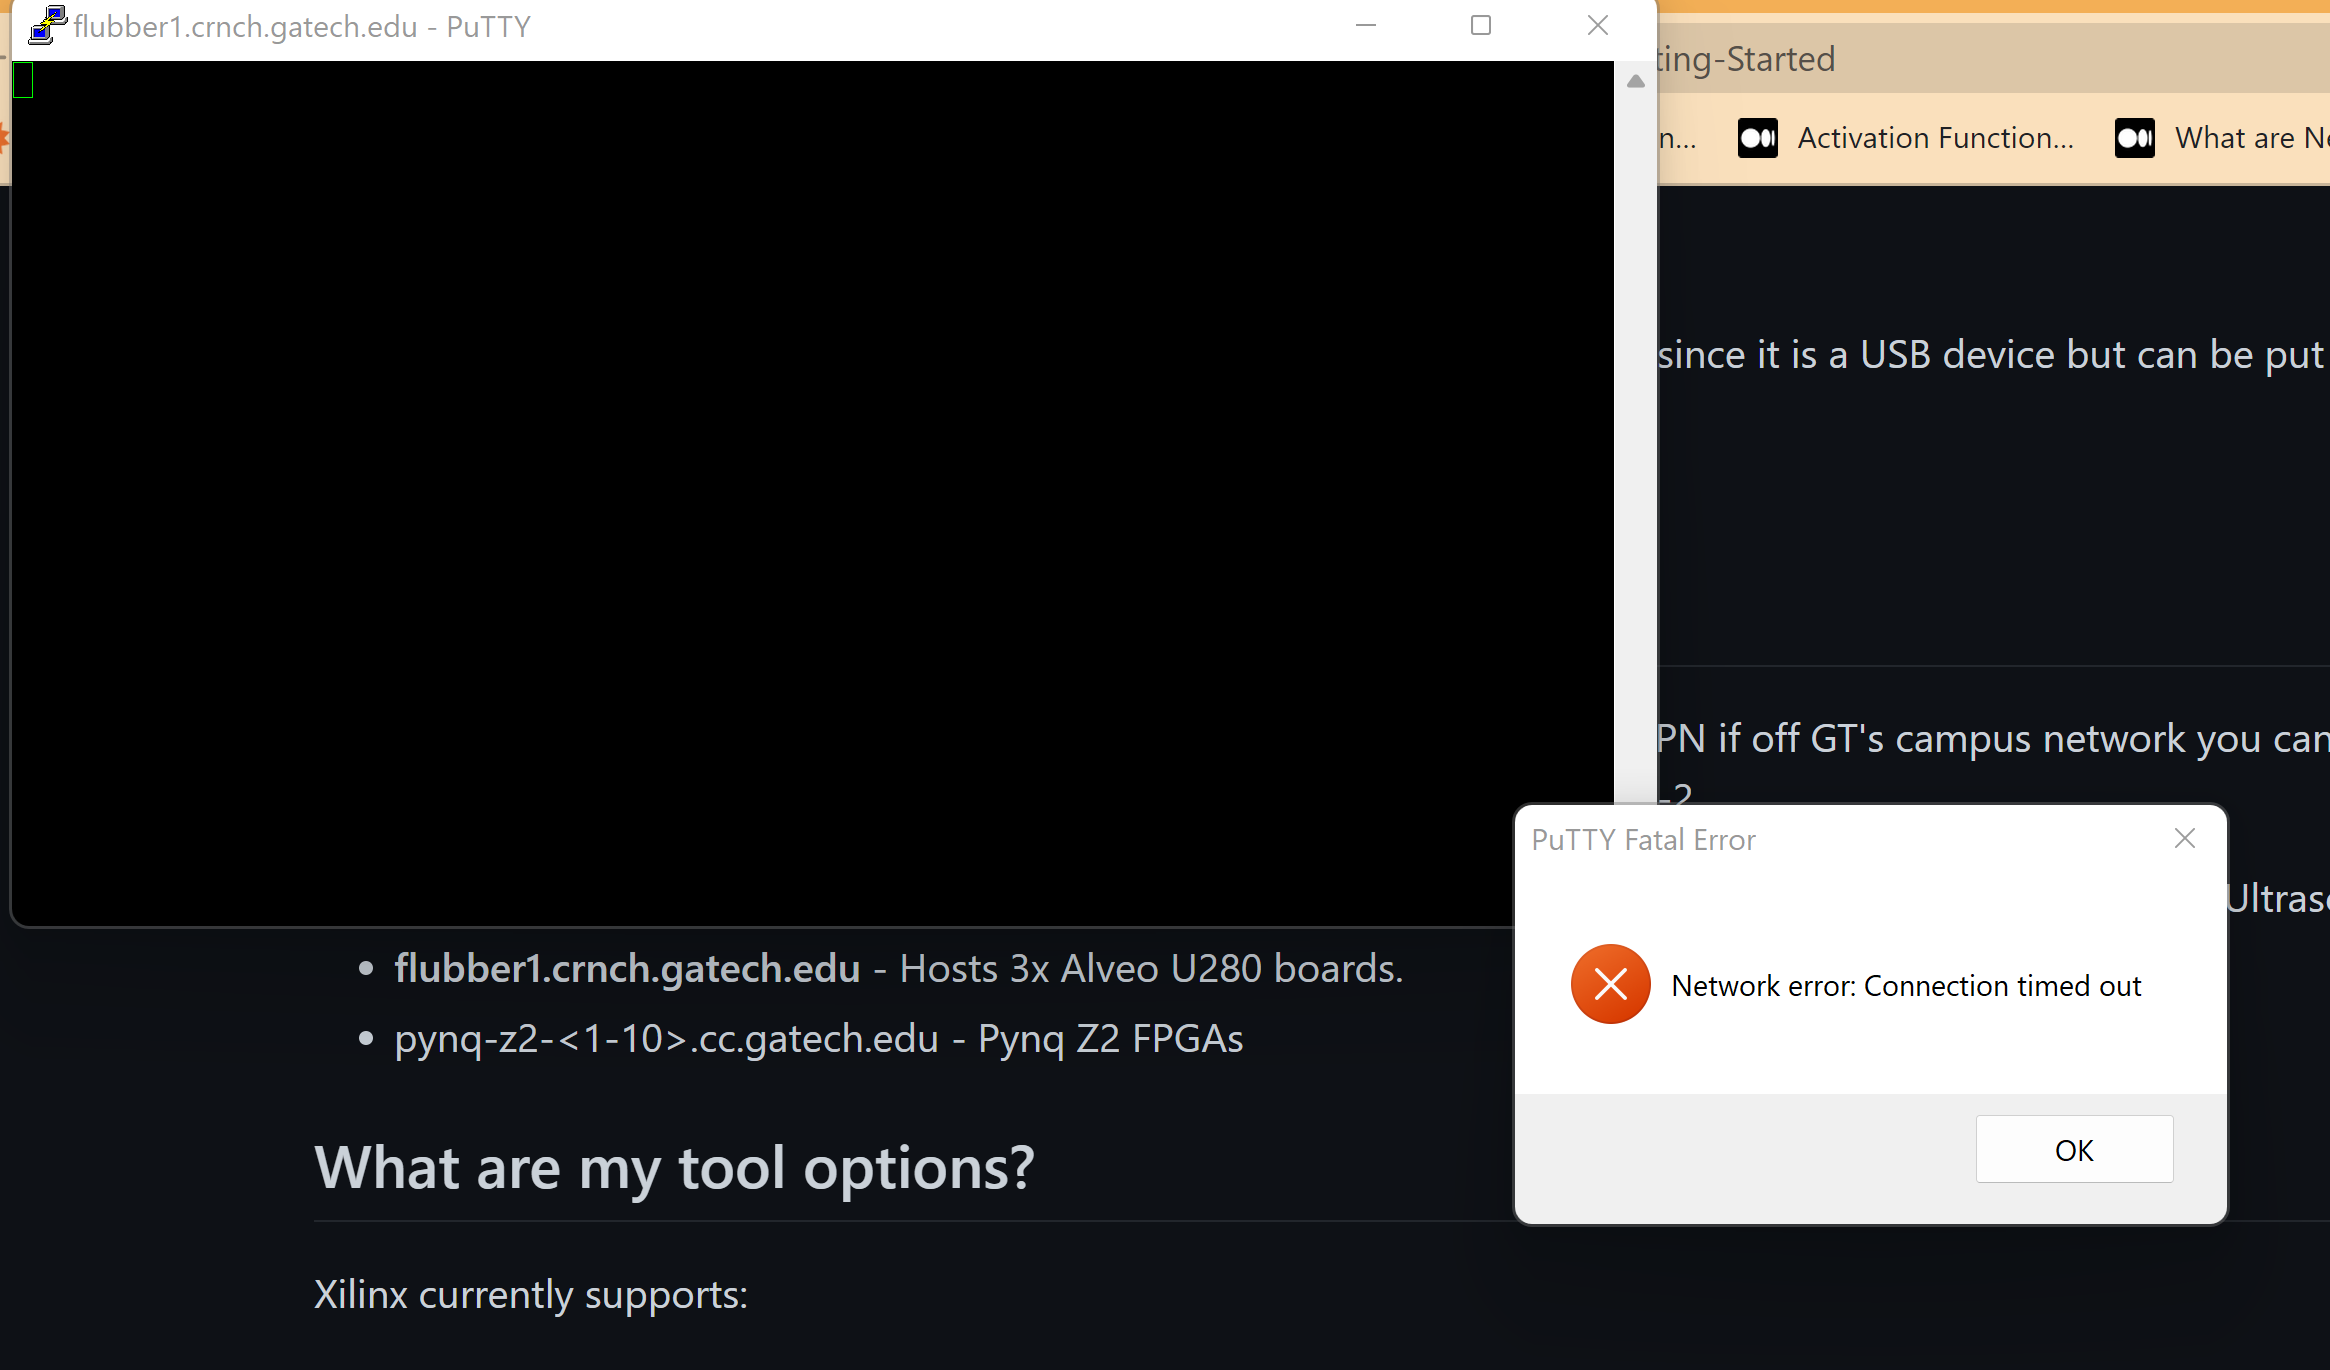 flubber1.crnch.gatech.edu - PuTTY
ting-Started
n...
Activation Function...
What are Ne
since it is a USB device but can be put
PN if off GT's campus network you can
-2
PuTTY Fatal Error
Ultras
Network error: Connection timed out
OK
flubber1.crnch.gatech.edu - Hosts 3x Alveo U280 boards.
pynq-z2-<1-10>.cc.gatech.edu - Pynq Z2 FPGAs
What are my tool options?
Xilinx currently supports: